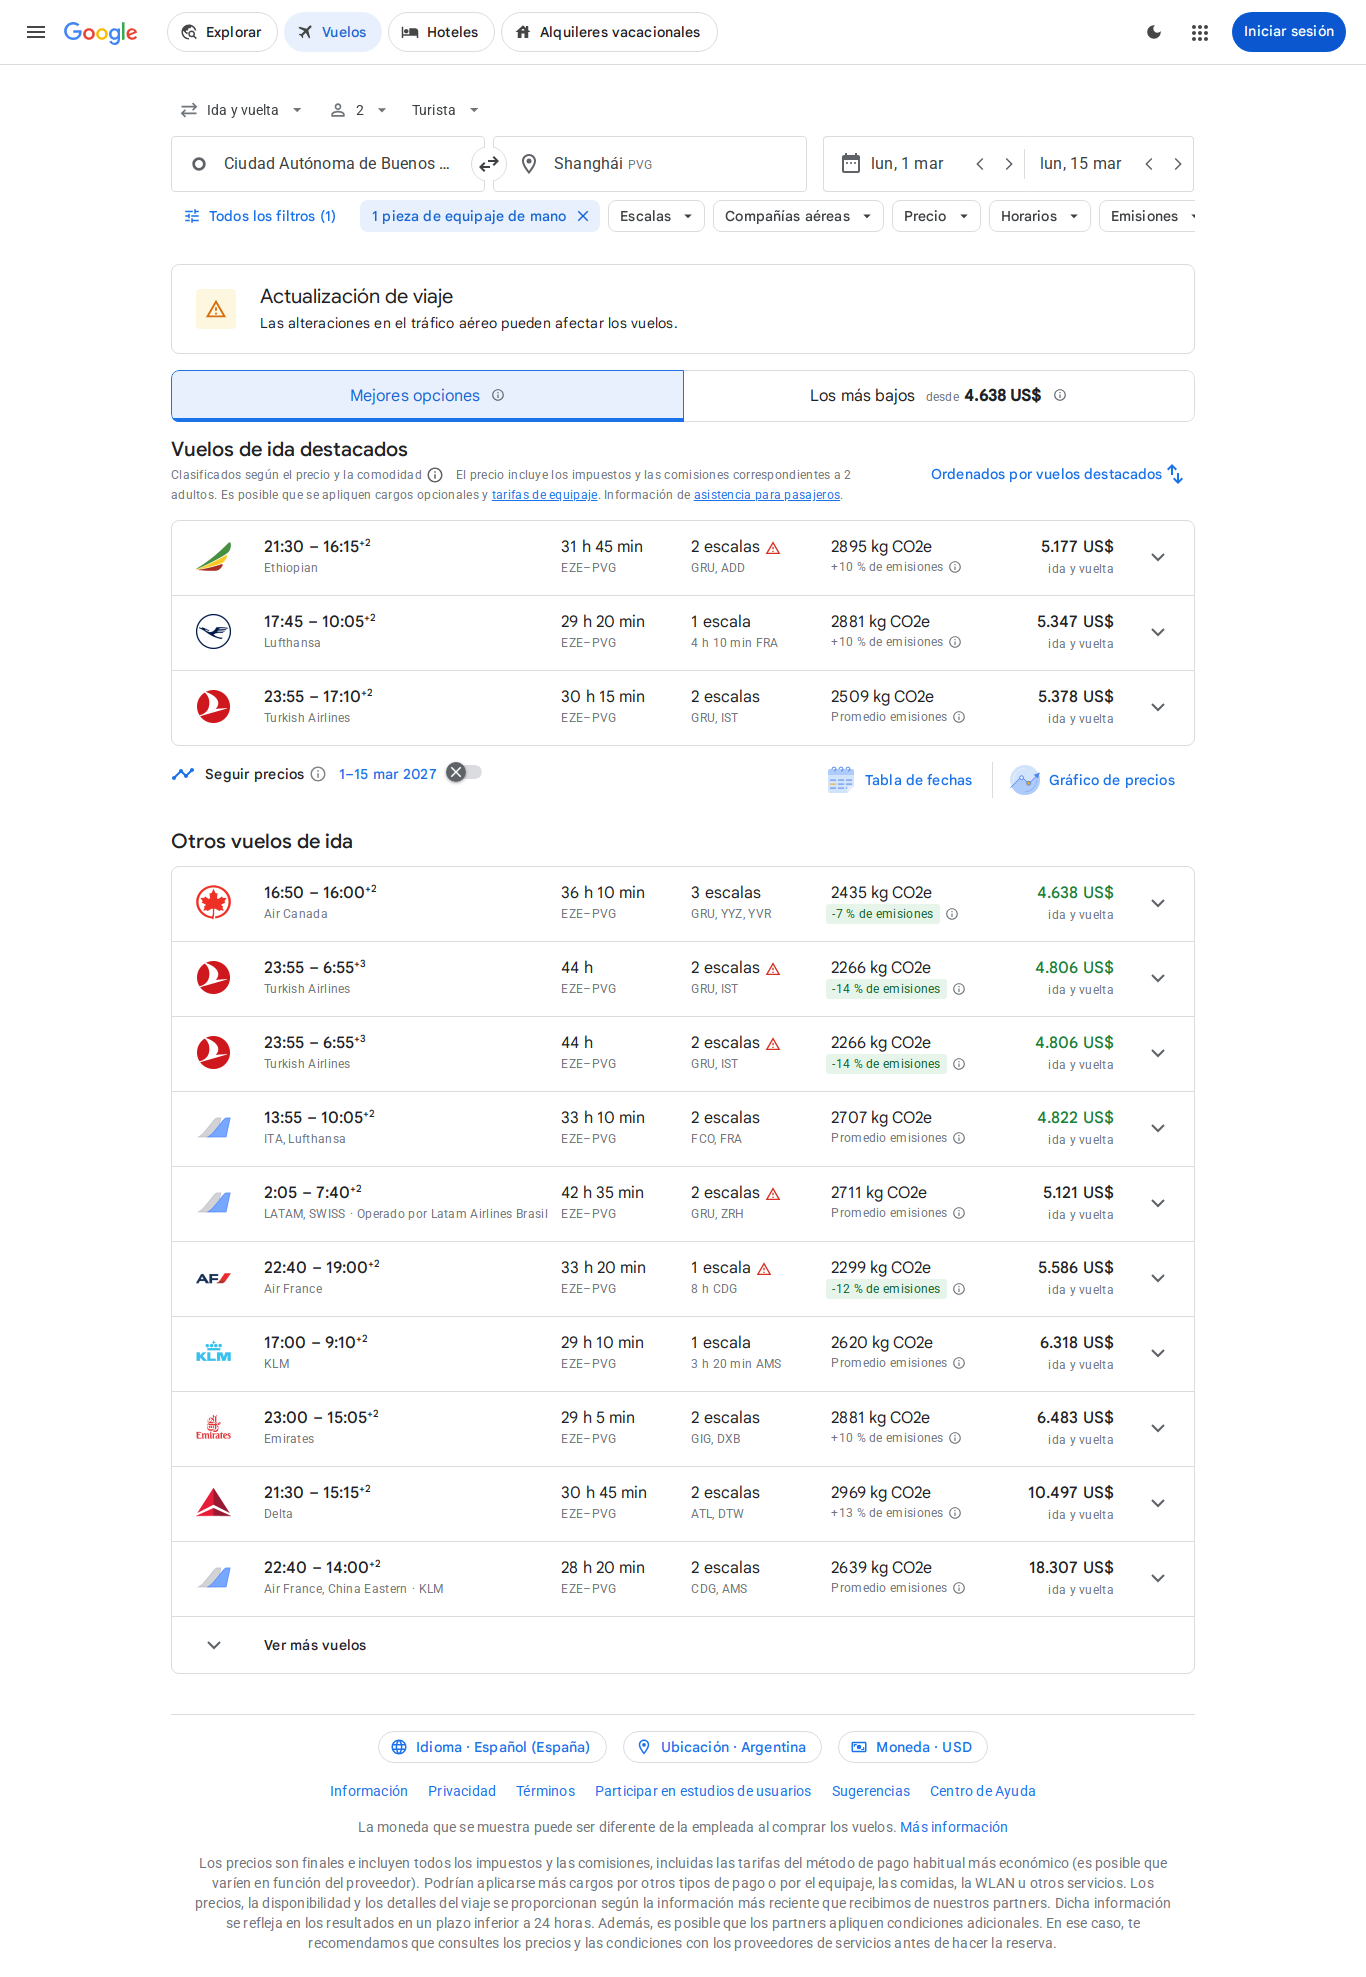 Google
Explorar
Vuelos
Hoteles
Alquileres vacacionales
Iniciar sesión
Ida y vuelta
2
Turista
Ciudad Autónoma de Buenos ...
Shanghái PVG
lun, 1 mar
lun, 15 mar
Todos los filtros (1)
1 pieza de equipaje de mano
Escalas
Compañías aéreas
Precio
Horarios
Emisiones
Actualización de viaje
Las alteraciones en el tráfico aéreo pueden afectar los vuelos.
Mejores opciones
Los más bajos desde 4.638 US$
Vuelos de ida destacados
Clasificados según el precio y la comodidad El precio incluye los impuestos y las comisiones correspondientes a 2
adultos. Es posible que se apliquen cargos opcionales y tarifas de equipaje. Información de asistencia para pasajeros.
Ordenados por vuelos destacados
21:30 – 16:15+2 31 h 45 min 2 escalas 2895 kg CO2e 5.177 US$
Ethiopian EZE–PVG GRU, ADD +10 % de emisiones ida y vuelta
17:45 – 10:05+2 29 h 20 min 1 escala 2881 kg CO2e 5.347 US$
Lufthansa EZE–PVG 4 h 10 min FRA +10 % de emisiones ida y vuelta
23:55 – 17:10+2 30 h 15 min 2 escalas 2509 kg CO2e 5.378 US$
Turkish Airlines EZE–PVG GRU, IST Promedio emisiones ida y vuelta
Seguir precios 1–15 mar 2027
Tabla de fechas
Gráfico de precios
Otros vuelos de ida
16:50 – 16:00+2 36 h 10 min 3 escalas 2435 kg CO2e 4.638 US$
Air Canada EZE–PVG GRU, YYZ, YVR -7 % de emisiones ida y vuelta
23:55 – 6:55+3 44 h 2 escalas 2266 kg CO2e 4.806 US$
Turkish Airlines EZE–PVG GRU, IST -14 % de emisiones ida y vuelta
23:55 – 6:55+3 44 h 2 escalas 2266 kg CO2e 4.806 US$
Turkish Airlines EZE–PVG GRU, IST -14 % de emisiones ida y vuelta
13:55 – 10:05+2 33 h 10 min 2 escalas 2707 kg CO2e 4.822 US$
ITA, Lufthansa EZE–PVG FCO, FRA Promedio emisiones ida y vuelta
2:05 – 7:40+2 42 h 35 min 2 escalas 2711 kg CO2e 5.121 US$
LATAM, SWISS · Operado por Latam Airlines Brasil EZE–PVG GRU, ZRH Promedio emisiones ida y vuelta
AF 22:40 – 19:00+2 33 h 20 min 1 escala 2299 kg CO2e 5.586 US$
Air France EZE–PVG 8 h CDG -12 % de emisiones ida y vuelta
KLM 17:00 – 9:10+2 29 h 10 min 1 escala 2620 kg CO2e 6.318 US$
KLM EZE–PVG 3 h 20 min AMS Promedio emisiones ida y vuelta
Emirates 23:00 – 15:05+2 29 h 5 min 2 escalas 2881 kg CO2e 6.483 US$
Emirates EZE–PVG GIG, DXB +10 % de emisiones ida y vuelta
21:30 – 15:15+2 30 h 45 min 2 escalas 2969 kg CO2e 10.497 US$
Delta EZE–PVG ATL, DTW +13 % de emisiones ida y vuelta
22:40 – 14:00+2 28 h 20 min 2 escalas 2639 kg CO2e 18.307 US$
Air France, China Eastern · KLM EZE–PVG CDG, AMS Promedio emisiones ida y vuelta
Ver más vuelos
Idioma · Español (España)
Ubicación · Argentina
Moneda · USD
Información Privacidad Términos Participar en estudios de usuarios Sugerencias Centro de Ayuda
La moneda que se muestra puede ser diferente de la empleada al comprar los vuelos. Más información
Los precios son finales e incluyen todos los impuestos y las comisiones, incluidas las tarifas del método de pago habitual más económico (es posible que
varíen en función del proveedor). Podrían aplicarse más cargos por otros tipos de pago o por el equipaje, las comidas, la WLAN u otros servicios. Los
precios, la disponibilidad y los detalles del viaje se proporcionan según la información más reciente que recibimos de nuestros partners. Dicha información
se refleja en los resultados en un plazo inferior a 24 horas. Además, es posible que los partners apliquen condiciones adicionales. En ese caso, te
recomendamos que consultes los precios y las condiciones con los proveedores de servicios antes de hacer la reserva.